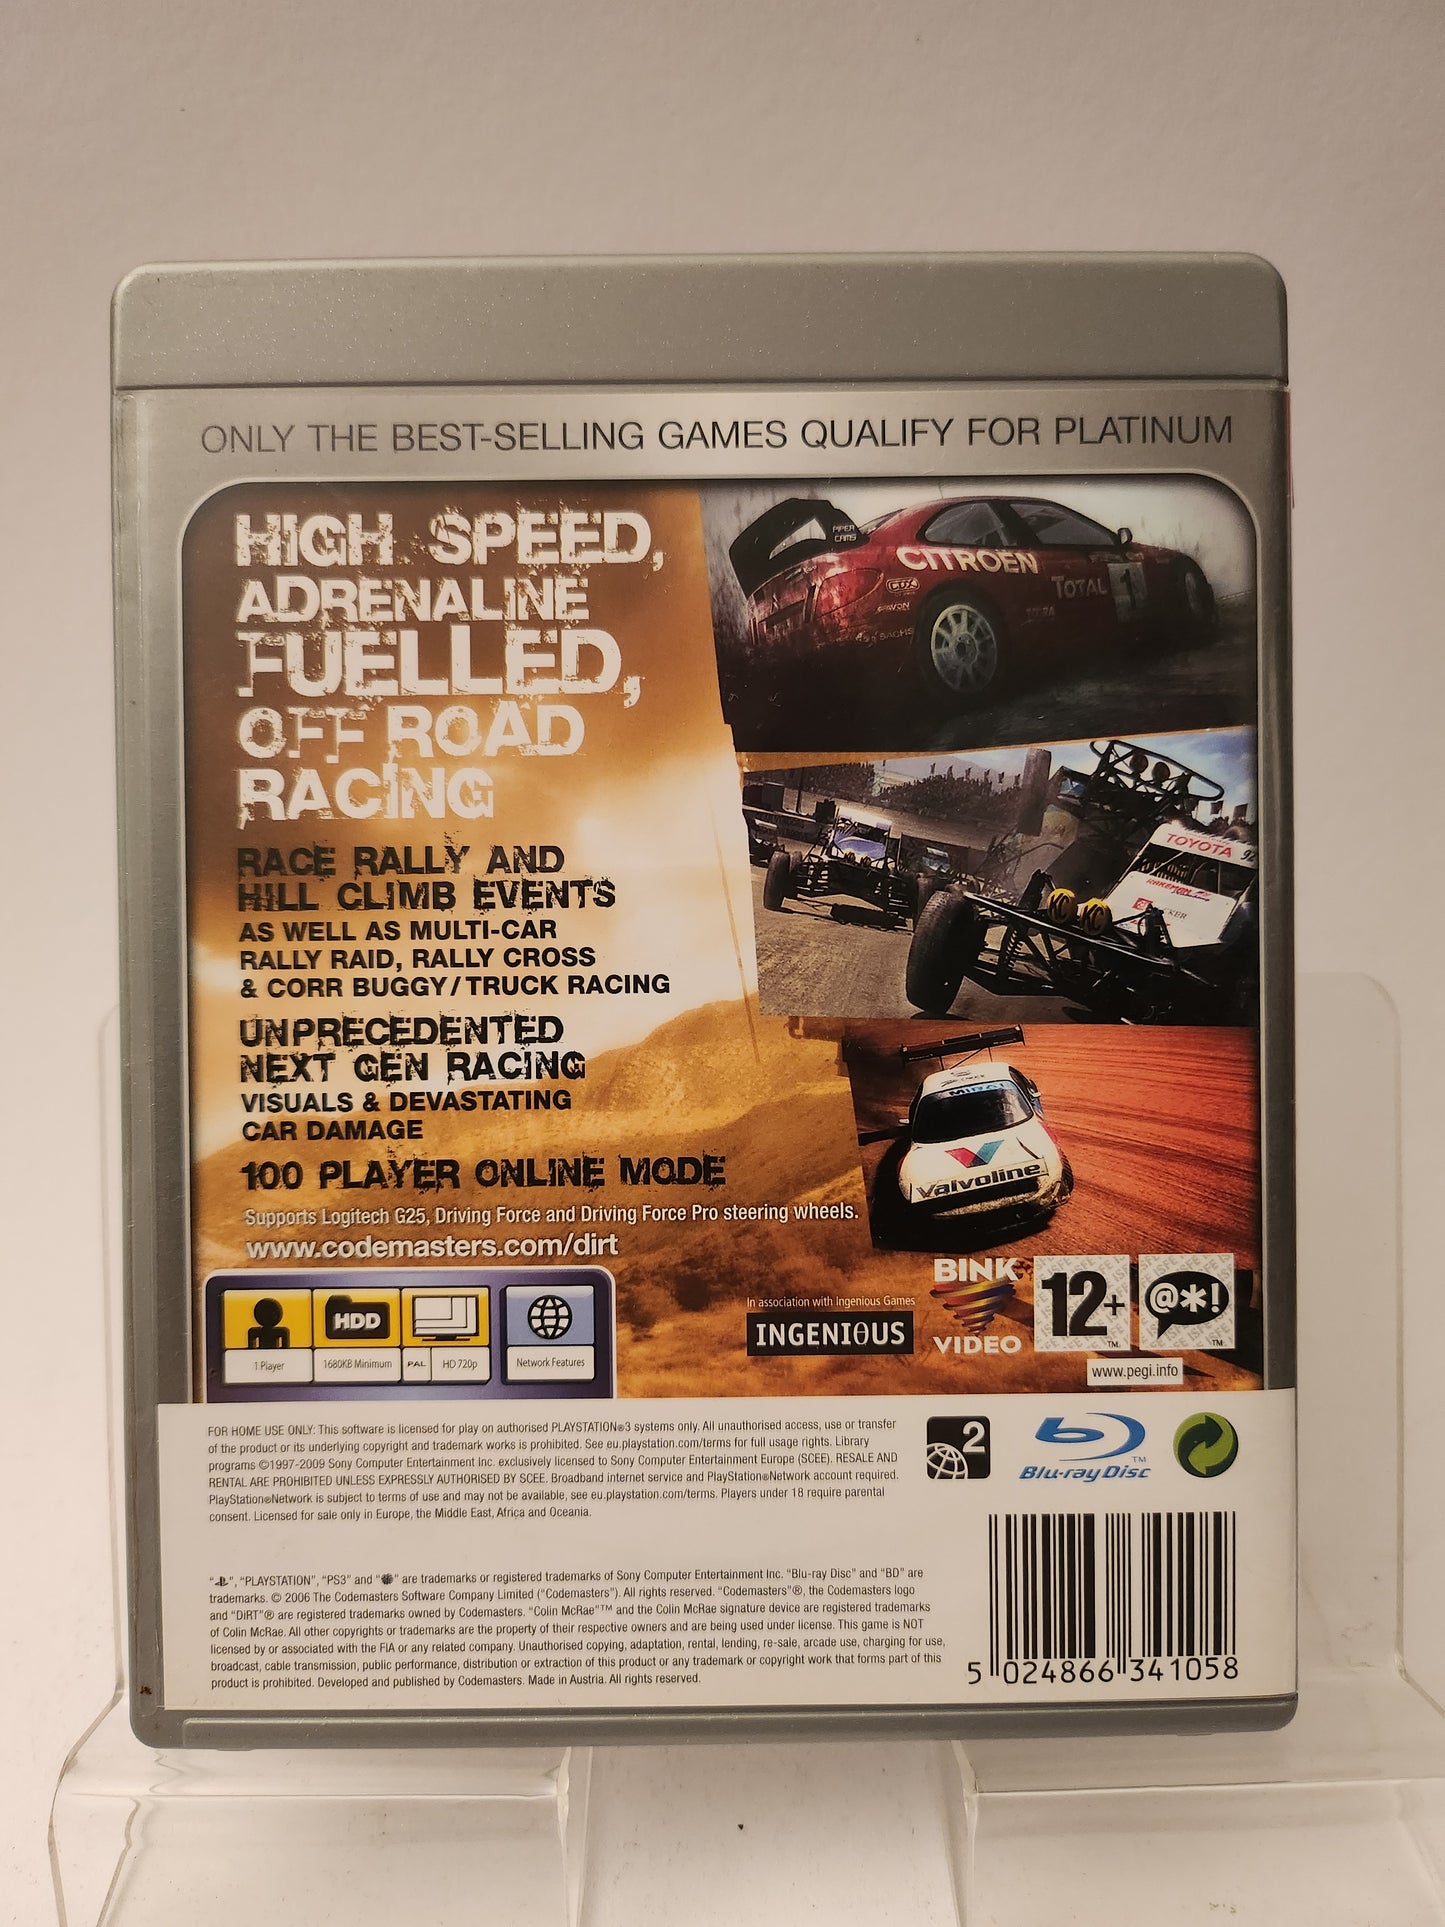 ONLY THE BEST-SELLING GAMES QUALIFY FOR PLATINUM
HIGH SPEED,
ADRENALINE
FUELLED,
OFF ROAD
RACING
RACE RALLY AND
HILL CLIMB EVENTS
AS WELL AS MULTI-CAR
RALLY RAID, RALLY CROSS
& CORR BUGGY/TRUCK RACING
UNPRECEDENTED
NEXT GEN RACING
VISUALS & DEVASTATING
CAR DAMAGE
100 PLAYER ONLINE MODE
Supports Logitech G25, Driving Force and Driving Force Pro steering wheels.
www.codemasters.com/dirt
PIPER
CAMS
CITROËN
TOTAL
1
CDX
SACHS
TOYOTA
92
KC KC
Valvoline
HDD
1 Player
1680KB Minimum
PAL
HD 720p
Network Features
In association with Ingenious Games
INGENIOUS
BINK
VIDEO
12+
™
@*!
™
www.pegi.info
FOR HOME USE ONLY: This software is licensed for play on authorised PLAYSTATION®3 systems only. All unauthorised access, use or transfer
of the product or its underlying copyright and trademark works is prohibited. See eu.playstation.com/terms for full usage rights. Library
programs ©1997-2009 Sony Computer Entertainment Inc. exclusively licensed to Sony Computer Entertainment Europe (SCEE). RESALE AND
RENTAL ARE PROHIBITED UNLESS EXPRESSLY AUTHORISED BY SCEE. Broadband internet service and PlayStation®Network account required.
PlayStation®Network is subject to terms of use and may not be available, see eu.playstation.com/terms. Players under 18 require parental
consent. Licensed for sale only in Europe, the Middle East, Africa and Oceania.
2
Blu-ray Disc™
“ ”, “PLAYSTATION”, “PS3” and “ ” are trademarks or registered trademarks of Sony Computer Entertainment Inc. “Blu-ray Disc” and “BD” are
trademarks. © 2006 The Codemasters Software Company Limited (“Codemasters”). All rights reserved. “Codemasters”®, the Codemasters logo
and “DiRT”® are registered trademarks owned by Codemasters. “Colin McRae”™ and the Colin McRae signature device are registered trademarks
of Colin McRae. All other copyrights or trademarks are the property of their respective owners and are being used under license. This game is NOT
licensed by or associated with the FIA or any related company. Unauthorised copying, adaptation, rental, lending, re-sale, arcade use, charging for use,
broadcast, cable transmission, public performance, distribution or extraction of this product or any trademark or copyright work that forms part of this
product is prohibited. Developed and published by Codemasters. Made in Austria. All rights reserved.
5 024866 341058